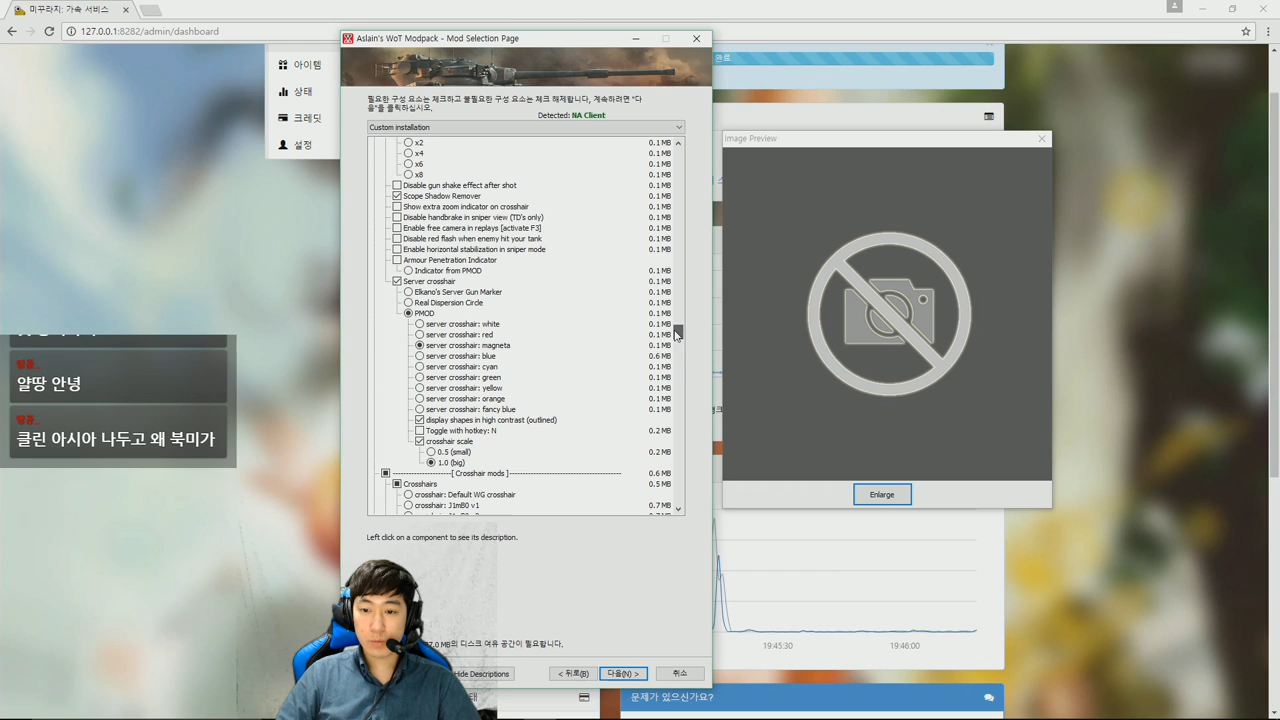 미꾸라지: 가속 서비스
127.0.0.1:8282/admin/dashboard
아이템
상태
크레딧
설정
완료
Aslain's WoT Modpack - Mod Selection Page
필요한 구성 요소는 체크하고 불필요한 구성 요소는 체크 해제합니다, 계속하려면 "다
음"를 클릭하십시오.
Detected: NA Client
Custom installation
x2 0.1 MB
x4 0.1 MB
x6 0.1 MB
x8 0.1 MB
Disable gun shake effect after shot 0.1 MB
Scope Shadow Remover 0.1 MB
Show extra zoom indicator on crosshair 0.1 MB
Disable handbrake in sniper view (TD's only) 0.1 MB
Enable free camera in replays [activate F3] 0.1 MB
Disable red flash when enemy hit your tank 0.1 MB
Enable horizontal stabilization in sniper mode 0.1 MB
Armour Penetration Indicator 0.1 MB
Indicator from PMOD 0.1 MB
Server crosshair 0.1 MB
Elkano's Server Gun Marker 0.1 MB
Real Dispersion Circle 0.1 MB
PMOD 0.1 MB
server crosshair: white 0.1 MB
server crosshair: red 0.1 MB
server crosshair: magneta 0.1 MB
server crosshair: blue 0.6 MB
server crosshair: cyan 0.1 MB
server crosshair: green 0.1 MB
server crosshair: yellow 0.1 MB
server crosshair: orange 0.1 MB
server crosshair: fancy blue 0.1 MB
display shapes in high contrast (outlined)
Toggle with hotkey: N 0.2 MB
crosshair scale
0.5 (small) 0.2 MB
1.0 (big)
[ Crosshair mods ] 0.6 MB
Crosshairs 0.5 MB
crosshair: Default WG crosshair
crosshair: J1mB0 v1 0.7 MB
Left click on a component to see its description.
MB의 디스크 여유 공간이 필요합니다.
Hide Descriptions
< 뒤로(B)
다음(N) >
취소
Image Preview
Enlarge
얄땅 안녕
클린 아시아 나두고 왜 북미가
19:45:30
19:46:00
문제가 있으신가요?